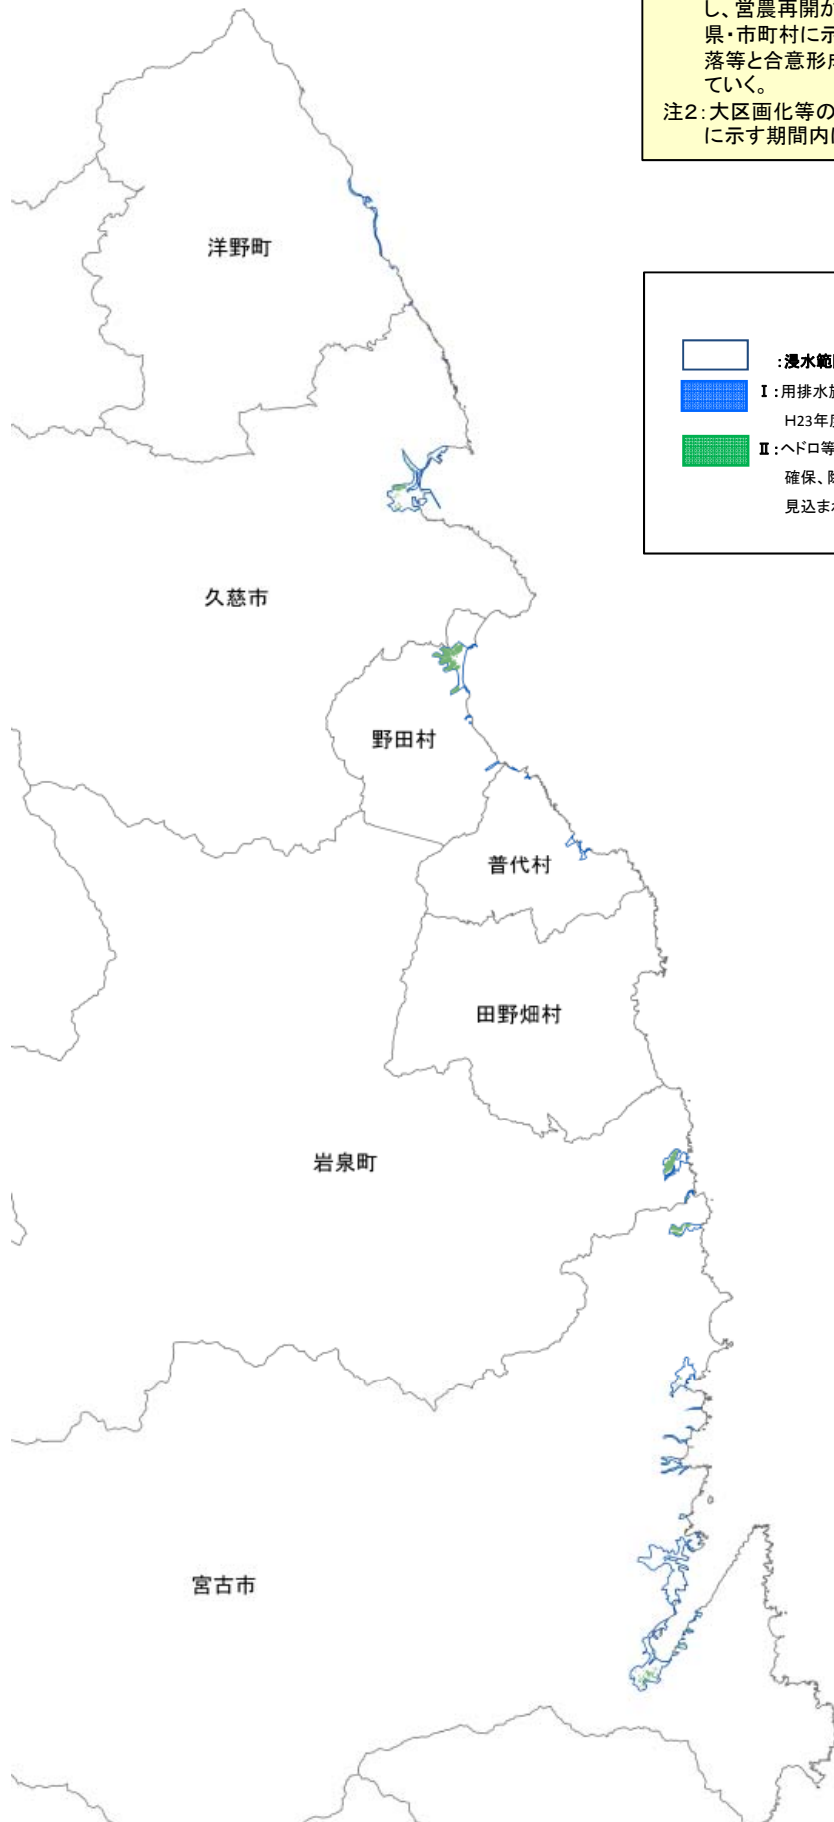 し、営農再開が
県・市町村に示
落等と合意形成
ていく。
注2：大区画化等の
に示す期間内に
：浸水範囲
Ⅰ：用排水施
H23年度
Ⅱ：ヘドロ等
確保、除
見込まれ
洋野町
久慈市
野田村
普代村
田野畑村
岩泉町
宮古市